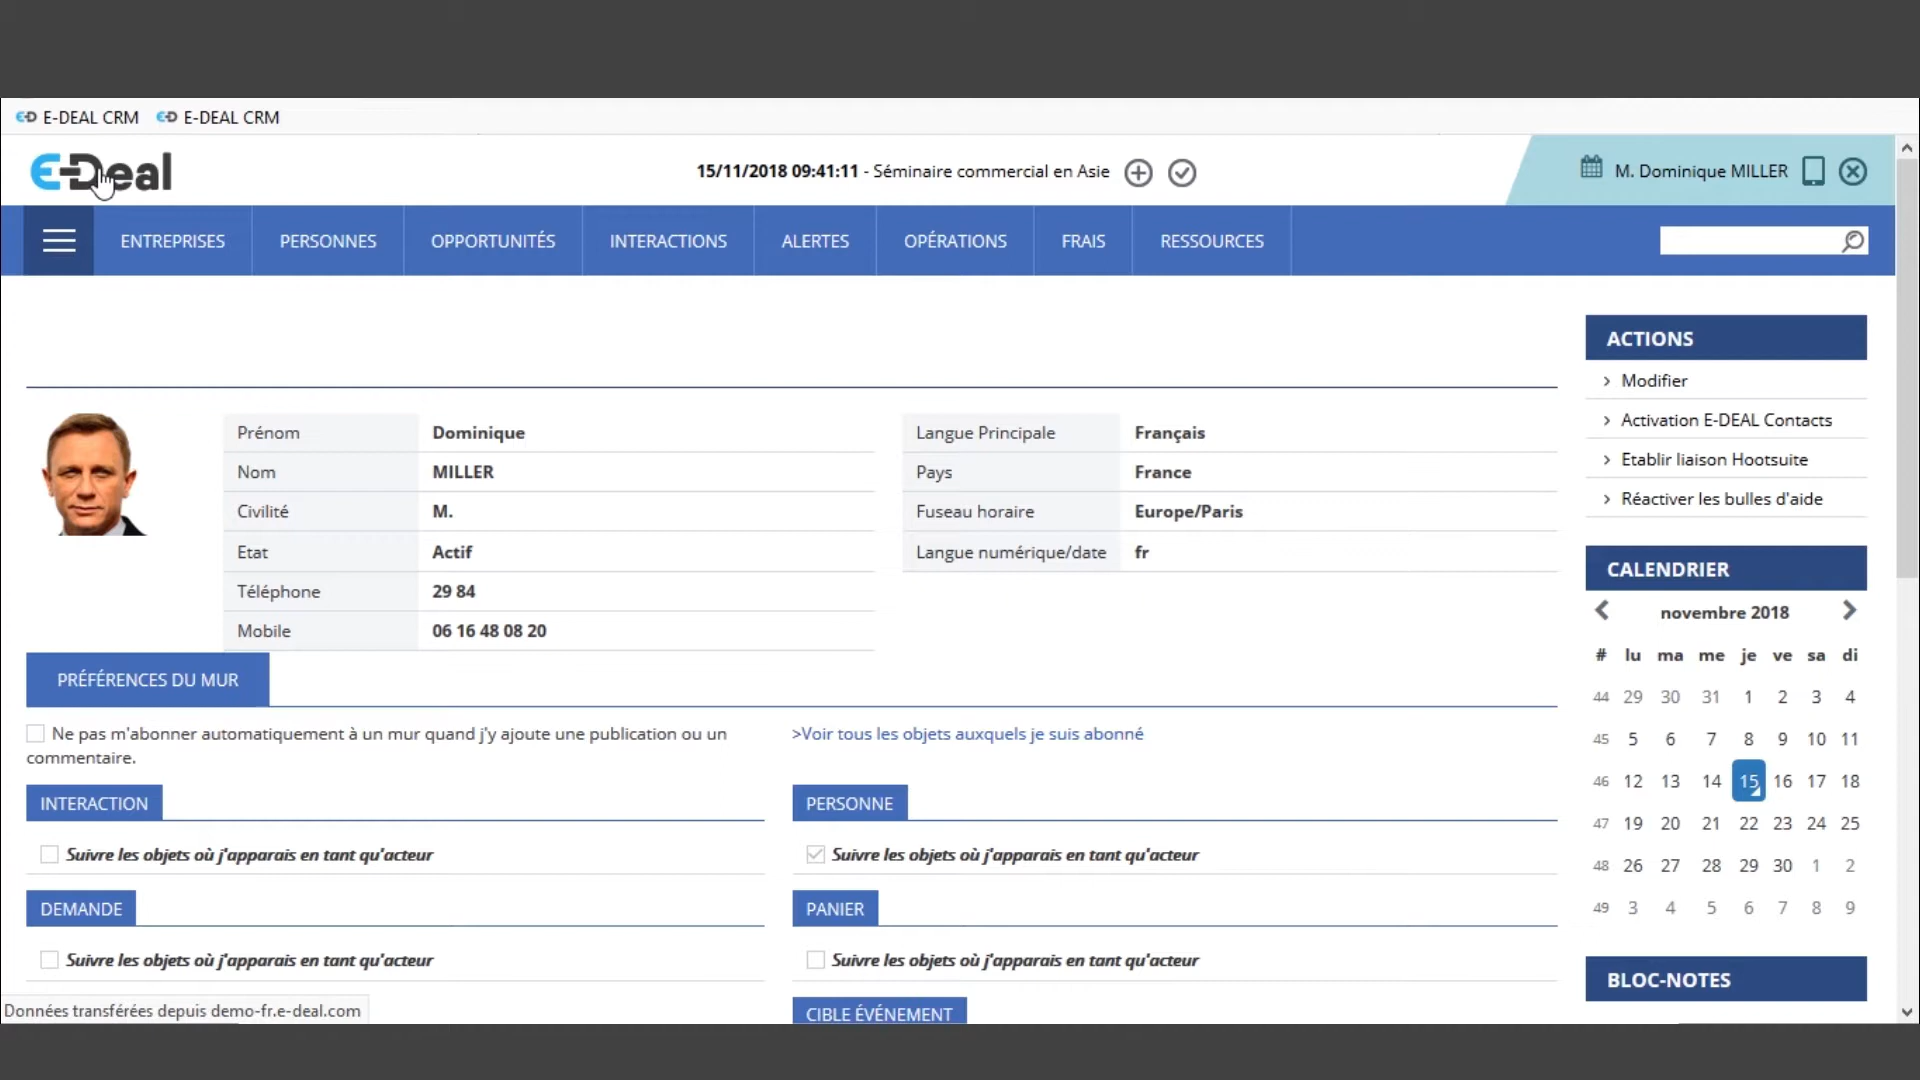 E-DEAL CRM E-DEAL CRM
E-Deal
15/11/2018 09:41:11 - Séminaire commercial en Asie
M. Dominique MILLER
ENTREPRISES PERSONNES OPPORTUNITÉS INTERACTIONS ALERTES OPÉRATIONS FRAIS RESSOURCES
Prénom Dominique
Nom MILLER
Civilité M.
Etat Actif
Téléphone 29 84
Mobile 06 16 48 08 20
Langue Principale Français
Pays France
Fuseau horaire Europe/Paris
Langue numérique/date fr
PRÉFÉRENCES DU MUR
Ne pas m'abonner automatiquement à un mur quand j'y ajoute une publication ou un
commentaire.
>Voir tous les objets auxquels je suis abonné
INTERACTION
Suivre les objets où j'apparais en tant qu'acteur
PERSONNE
Suivre les objets où j'apparais en tant qu'acteur
DEMANDE
Suivre les objets où j'apparais en tant qu'acteur
PANIER
Suivre les objets où j'apparais en tant qu'acteur
CIBLE ÉVÉNEMENT
ACTIONS
> Modifier
> Activation E-DEAL Contacts
> Etablir liaison Hootsuite
> Réactiver les bulles d'aide
CALENDRIER
novembre 2018
# lu ma me je ve sa di
44 29 30 31 1 2 3 4
45 5 6 7 8 9 10 11
46 12 13 14 15 16 17 18
47 19 20 21 22 23 24 25
48 26 27 28 29 30 1 2
49 3 4 5 6 7 8 9
BLOC-NOTES
Données transférées depuis demo-fr.e-deal.com